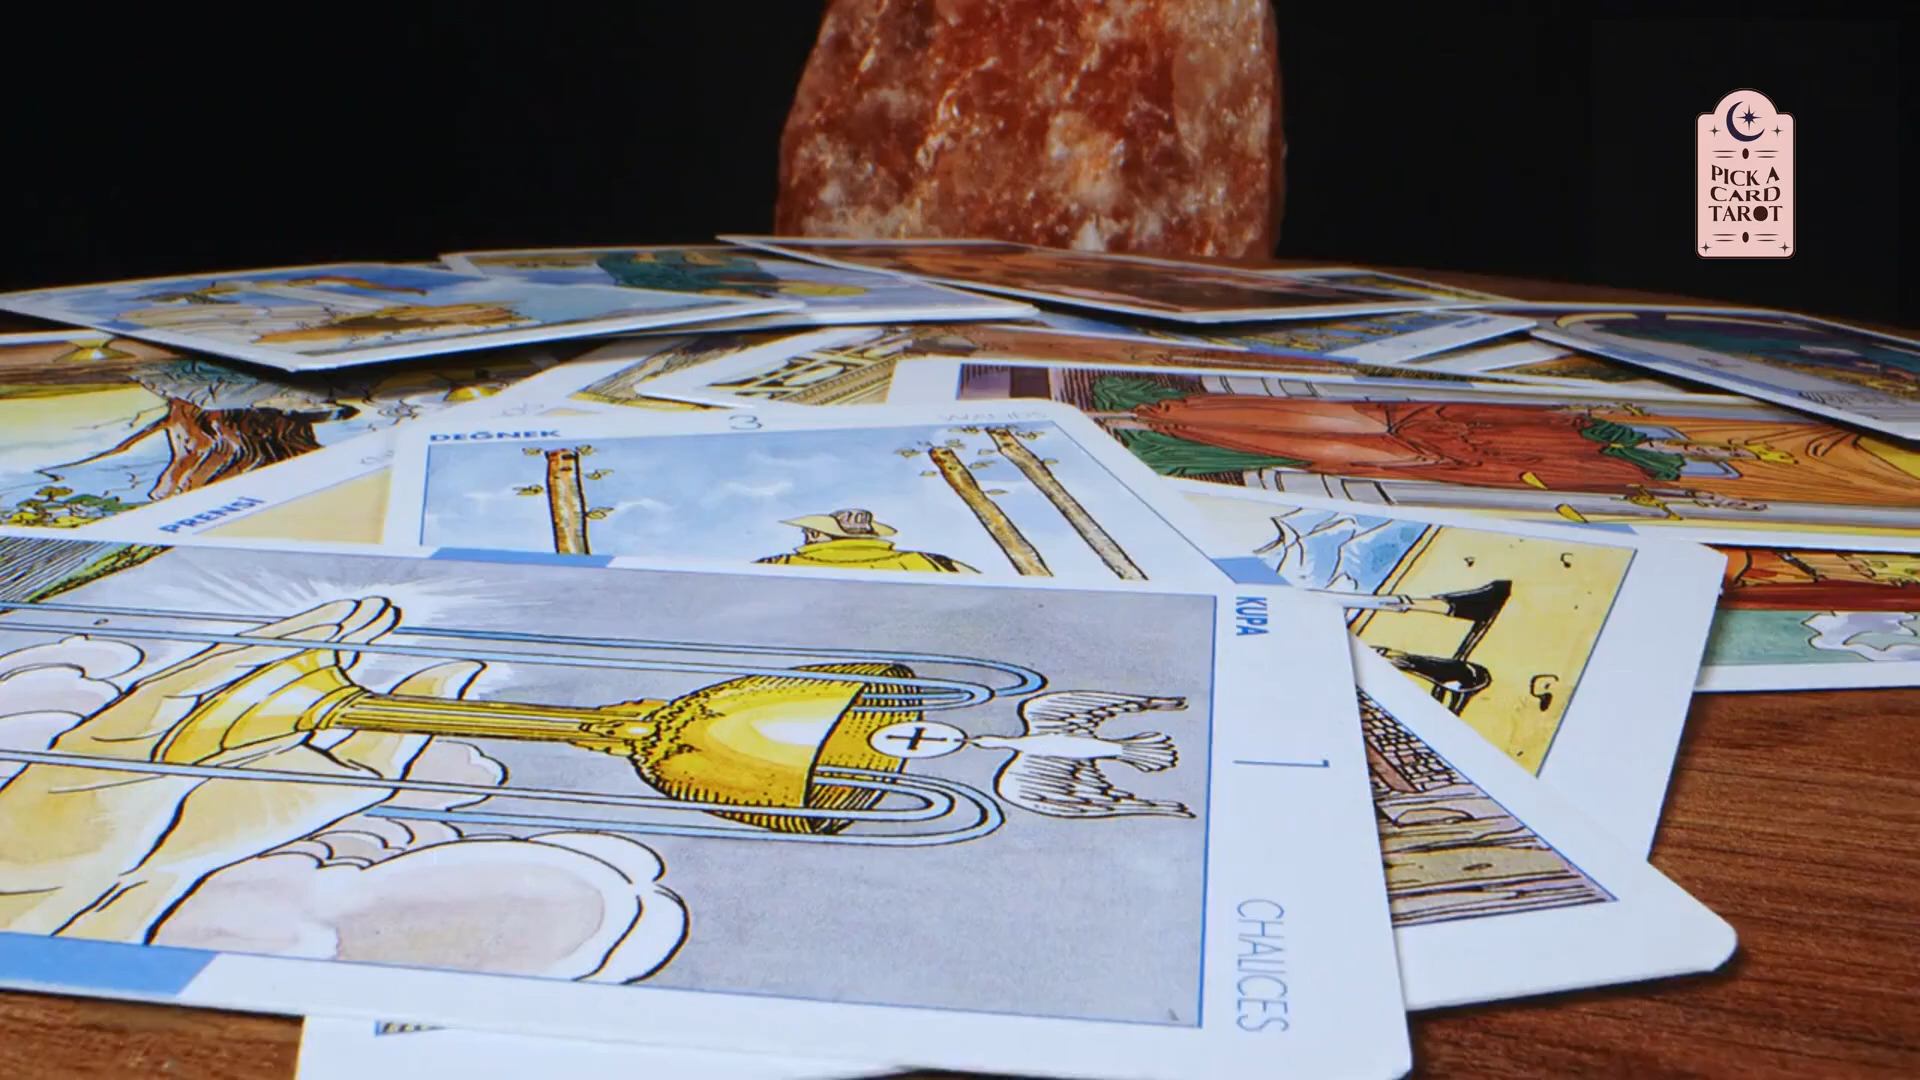 PICK A
CARD
TAROT
DEĞNEK
3
WANDS
PRENSİ
KUPA
1
CHALICES